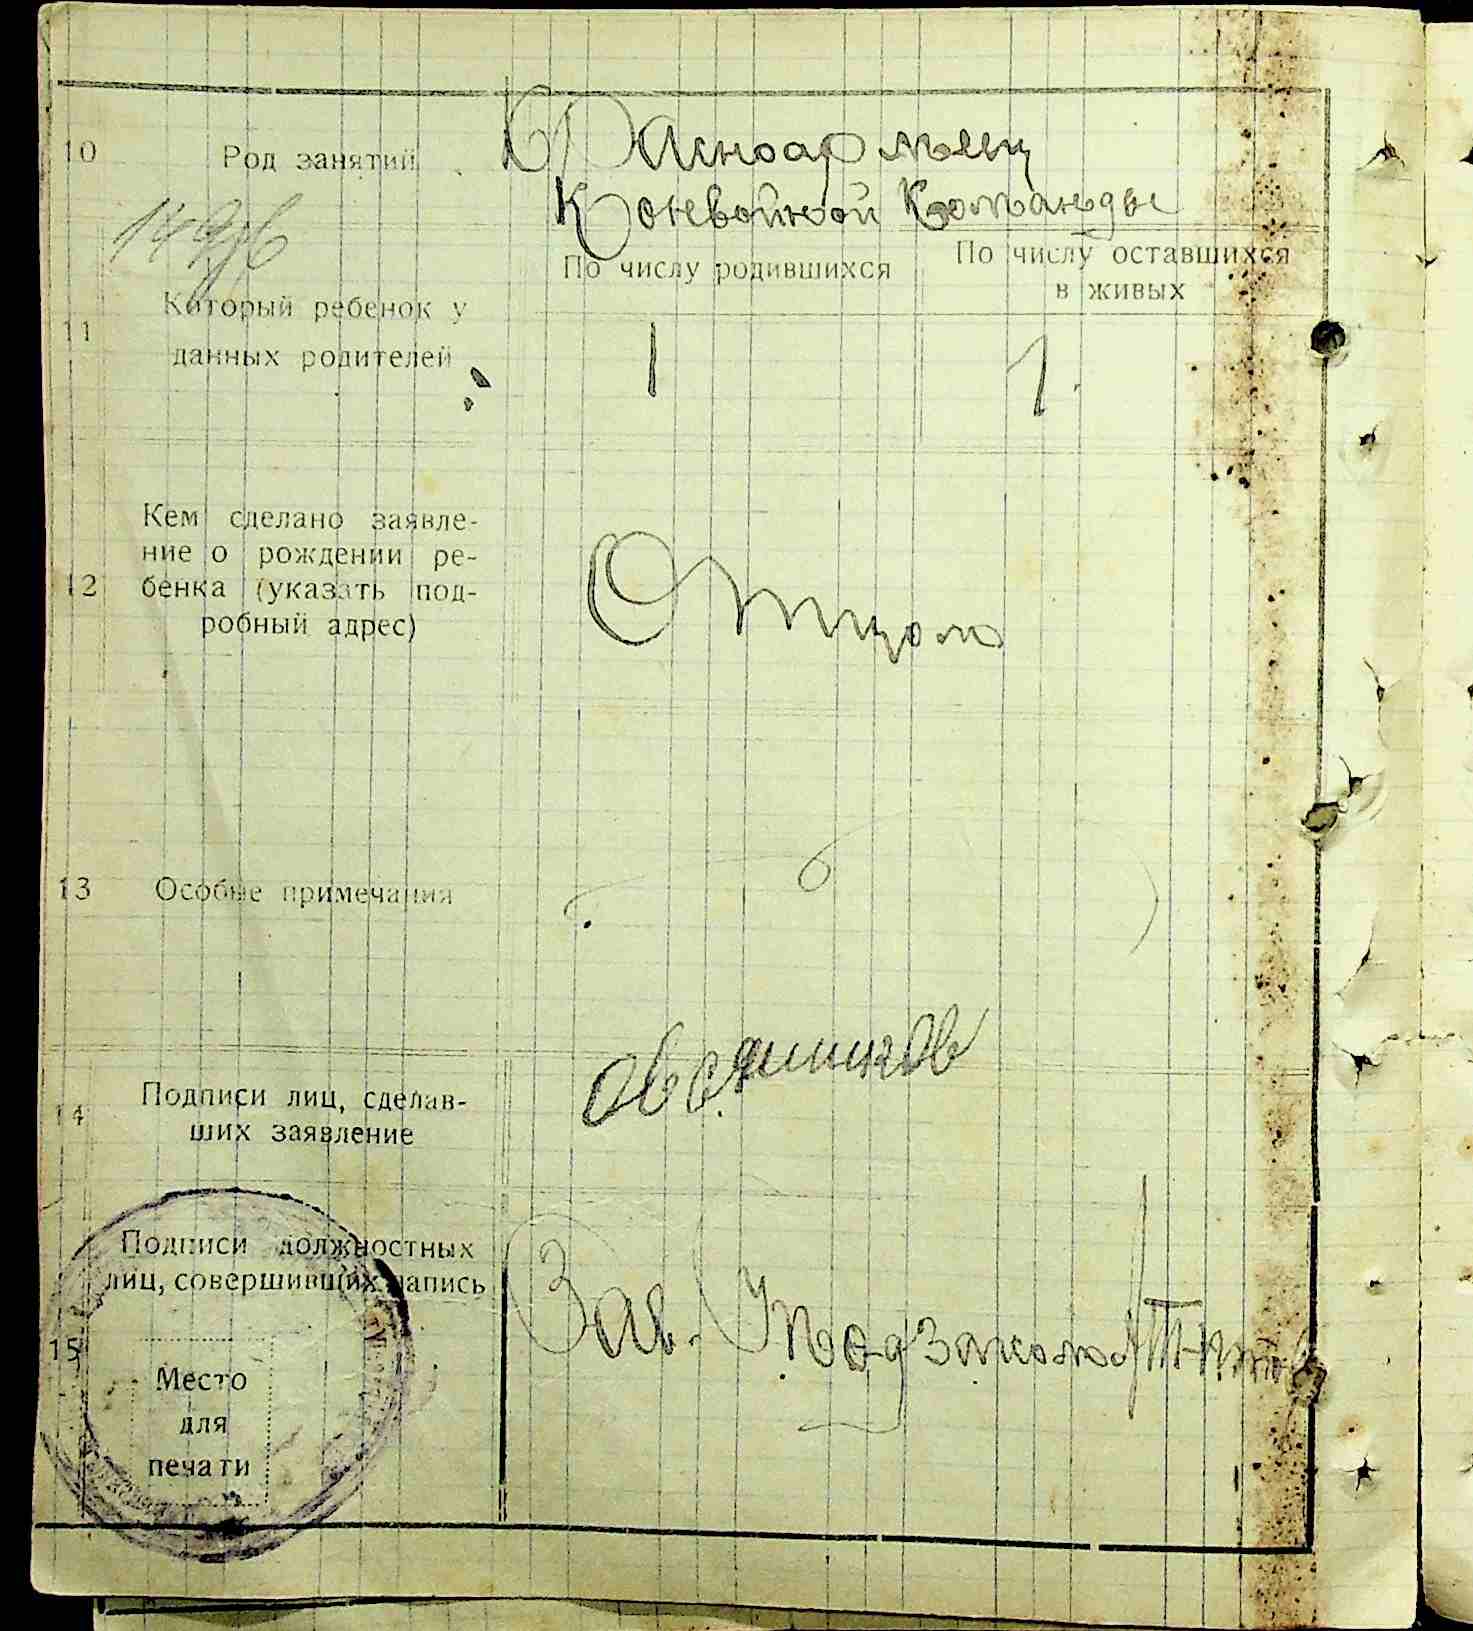 10 Род занятий Красноармеец
Конвойной Команды
По числу родившихся По числу оставшихся
в живых
11 Который ребенок у
данных родителей 1 1.
Кем сделано заявле-
ние о рождении ре-
12 бенка (указать под-
робный адрес) Отцом
13 Особые примечания
Овсянников
14 Подписи лиц, сделав-
ших заявление
Подписи должностных
лиц, совершивших запись
15 Зав.
Место
для
печати